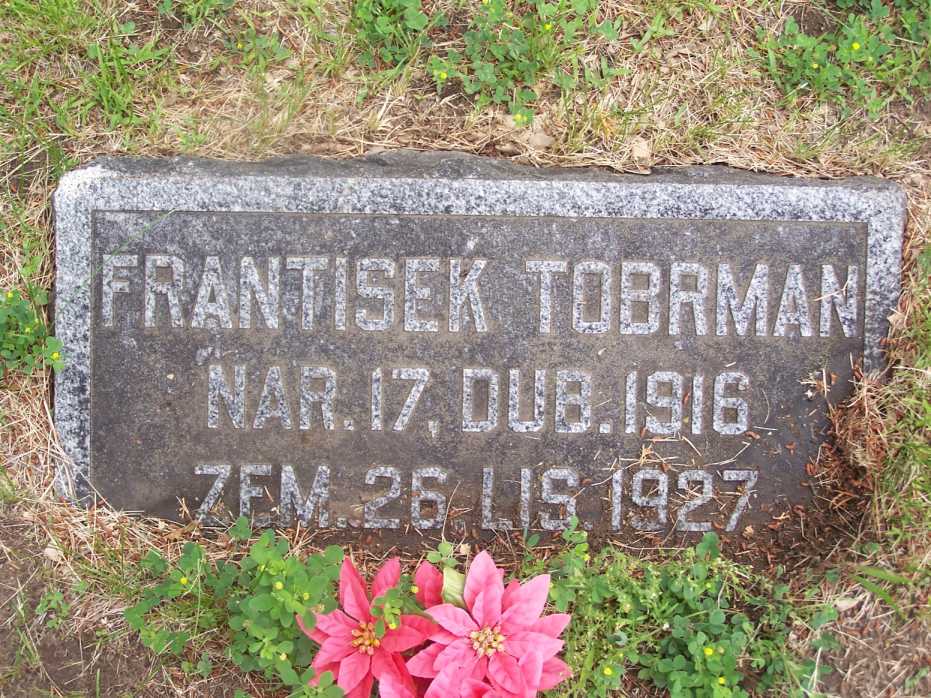 FRANTISEK TOBRMAN
NAR. 17, DUB. 1916
ZEM. 26. LIS. 1927